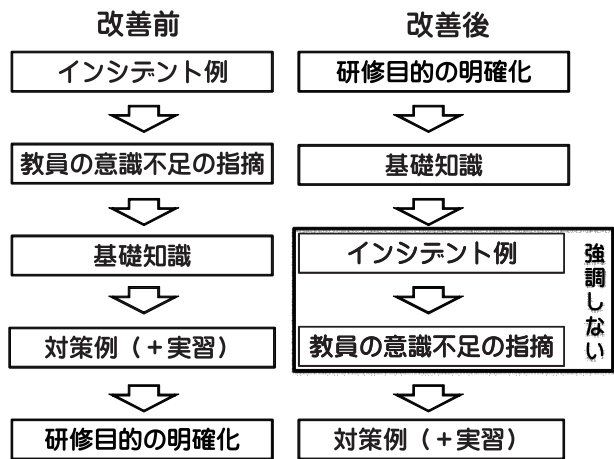 改善前
インシデント例
教員の意識不足の指摘
基礎知識
対策例（＋実習）
研修目的の明確化
改善後
研修目的の明確化
基礎知識
インシデント例
教員の意識不足の指摘
強調しない
対策例（＋実習）